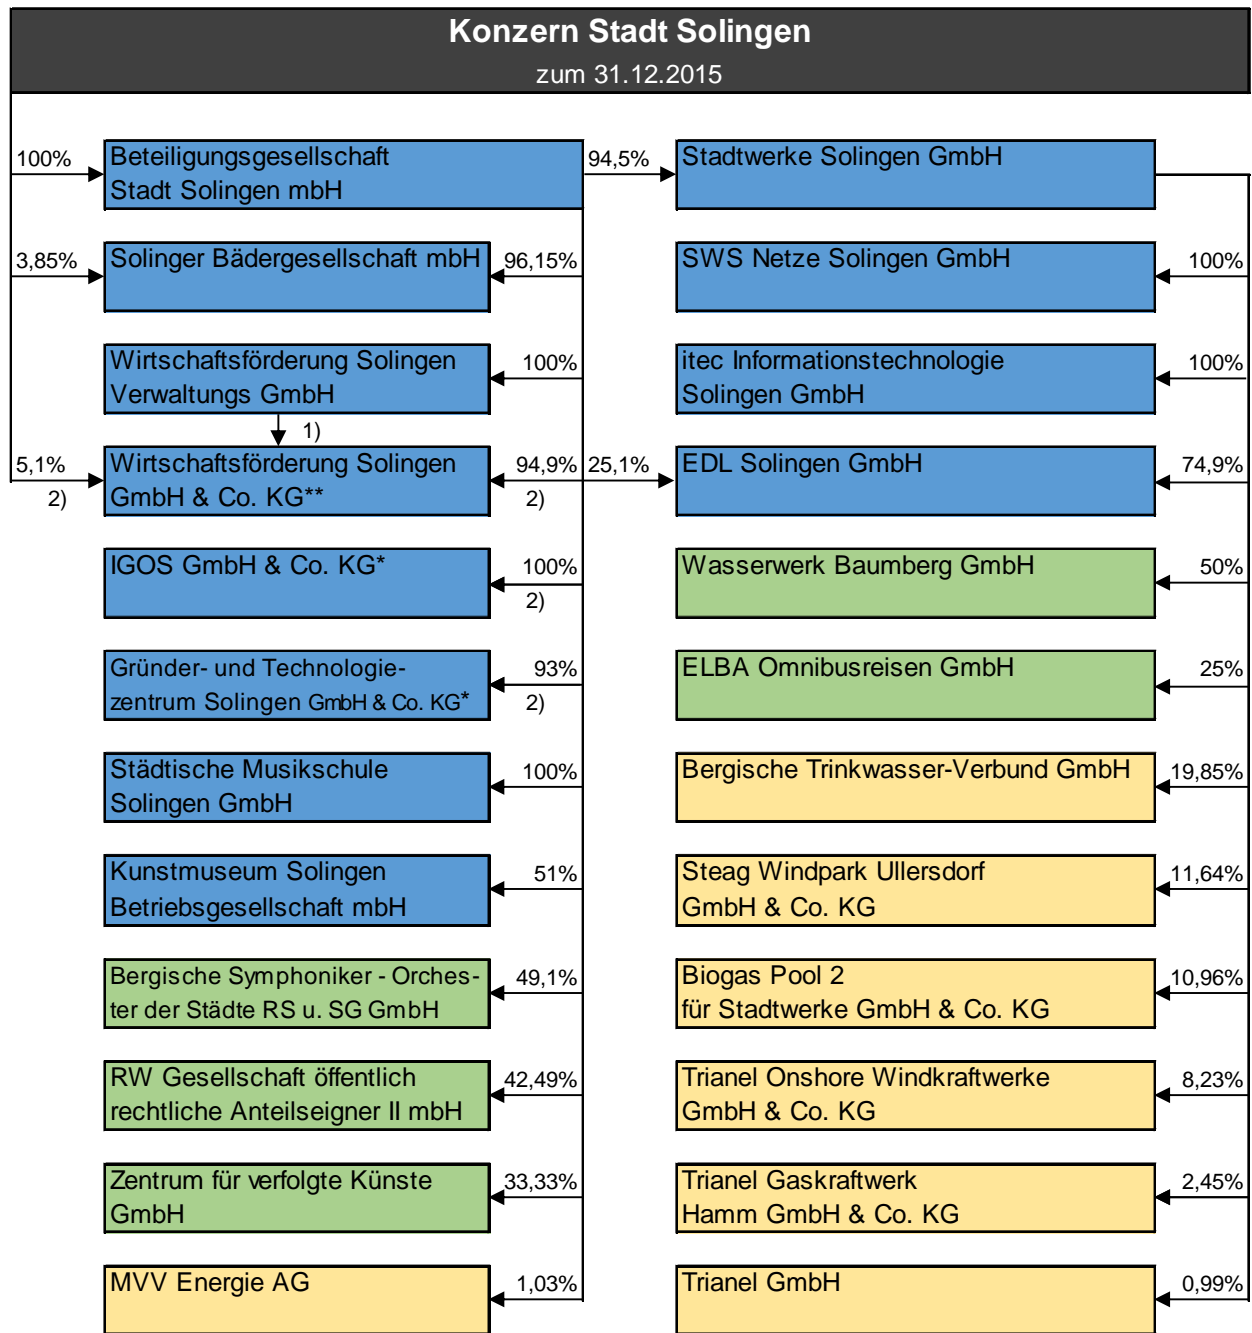 Konzern Stadt Solingen
zum 31.12.2015
100%
Beteiligungsgesellschaft
Stadt Solingen mbH
94,5%
Stadtwerke Solingen GmbH
3,85%
Solinger Bädergesellschaft mbH
96,15%
SWS Netze Solingen GmbH
100%
Wirtschaftsförderung Solingen
Verwaltungs GmbH
100%
itec Informationstechnologie
Solingen GmbH
100%
1)
5,1%
2)
Wirtschaftsförderung Solingen
GmbH & Co. KG**
94,9%
2)
25,1%
EDL Solingen GmbH
74,9%
IGOS GmbH & Co. KG*
100%
2)
Wasserwerk Baumberg GmbH
50%
Gründer- und Technologie-
zentrum Solingen GmbH & Co. KG*
93%
2)
ELBA Omnibusreisen GmbH
25%
Städtische Musikschule
Solingen GmbH
100%
Bergische Trinkwasser-Verbund GmbH
19,85%
Kunstmuseum Solingen
Betriebsgesellschaft mbH
51%
Steag Windpark Ullersdorf
GmbH & Co. KG
11,64%
Bergische Symphoniker - Orches-
ter der Städte RS u. SG GmbH
49,1%
Biogas Pool 2
für Stadtwerke GmbH & Co. KG
10,96%
RW Gesellschaft öffentlich
rechtliche Anteilseigner II mbH
42,49%
Trianel Onshore Windkraftwerke
GmbH & Co. KG
8,23%
Zentrum für verfolgte Künste
GmbH
33,33%
Trianel Gaskraftwerk
Hamm GmbH & Co. KG
2,45%
MVV Energie AG
1,03%
Trianel GmbH
0,99%